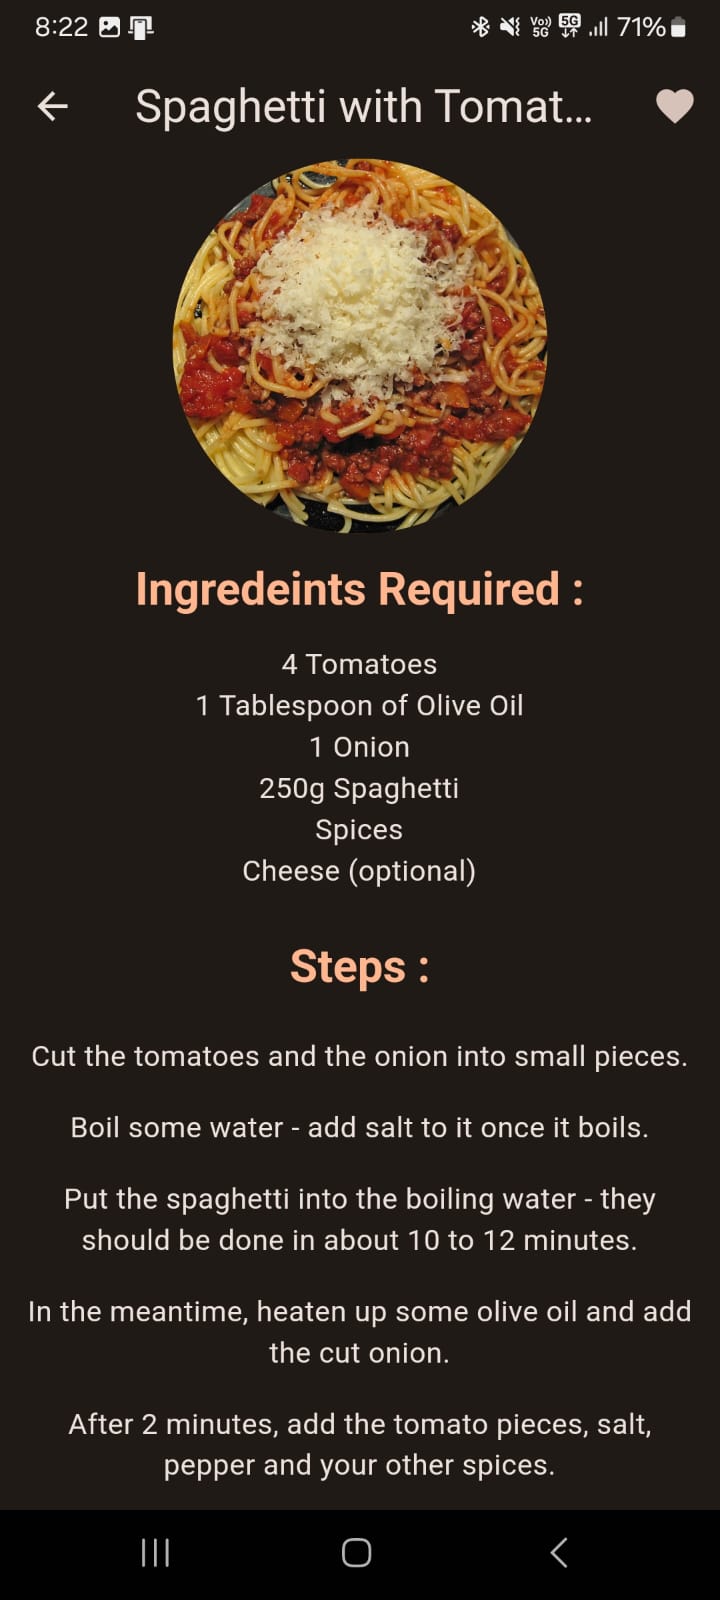 8:22
Vo)) 5G
5G
71%
Spaghetti with Tomat...
Ingredeints Required :
4 Tomatoes
1 Tablespoon of Olive Oil
1 Onion
250g Spaghetti
Spices
Cheese (optional)
Steps :
Cut the tomatoes and the onion into small pieces.
Boil some water - add salt to it once it boils.
Put the spaghetti into the boiling water - they
should be done in about 10 to 12 minutes.
In the meantime, heaten up some olive oil and add
the cut onion.
After 2 minutes, add the tomato pieces, salt,
pepper and your other spices.